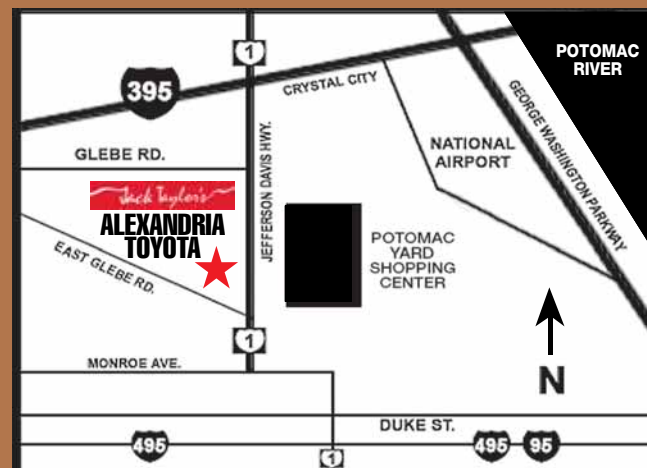 1
POTOMAC
RIVER
395
CRYSTAL CITY
GEORGE WASHINGTON PARKWAY
GLEBE RD.
JEFFERSON DAVIS HWY.
NATIONAL
AIRPORT
Jack Taylor's
ALEXANDRIA
TOYOTA
EAST GLEBE RD.
POTOMAC
YARD
SHOPPING
CENTER
1
MONROE AVE.
N
DUKE ST.
495
1
495
95